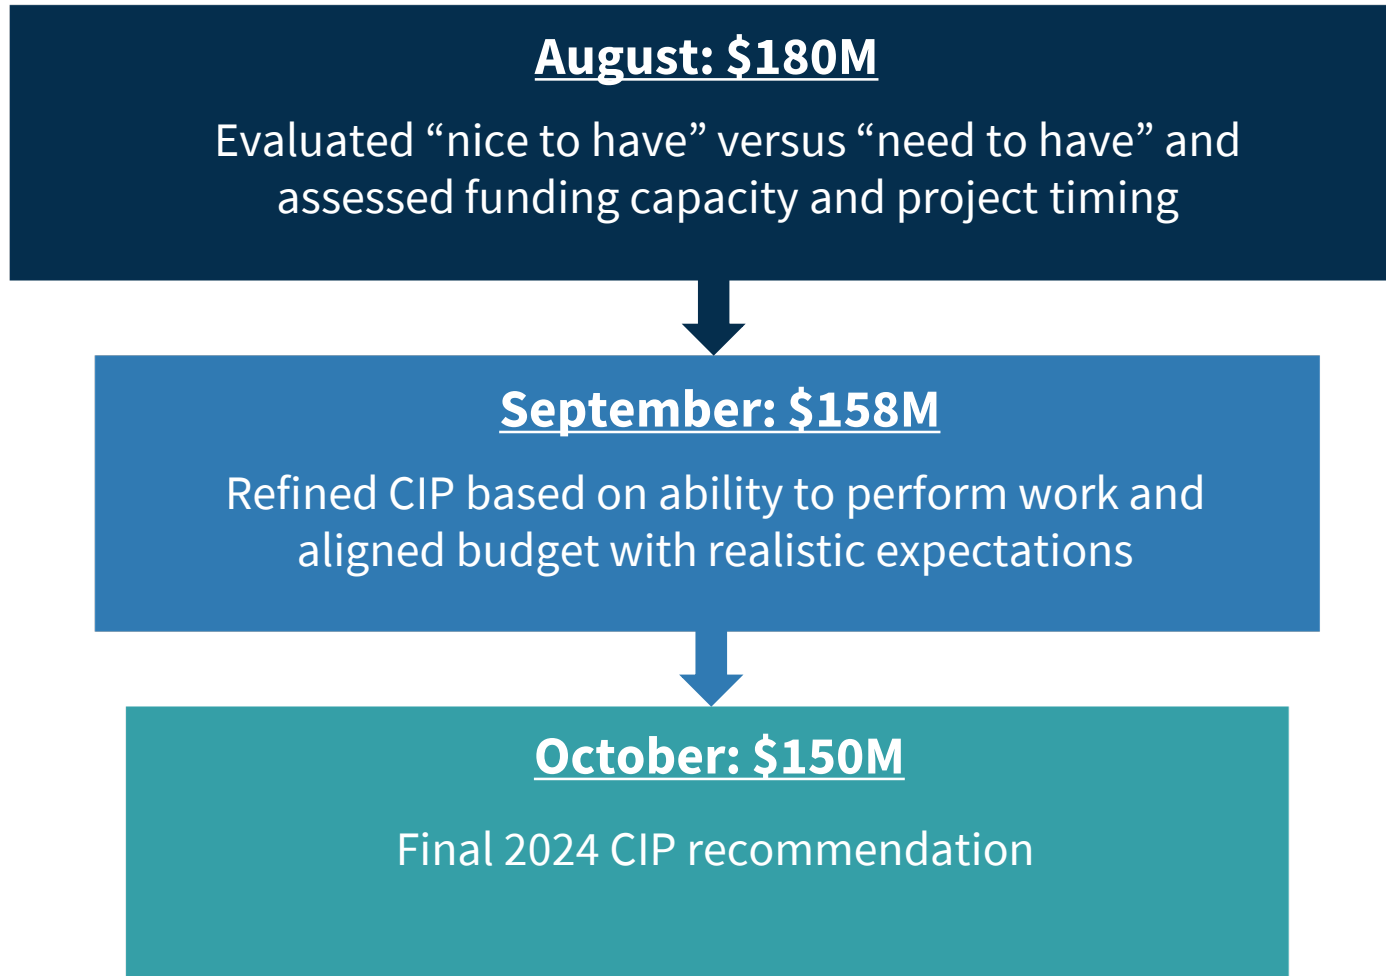 August: $180M
Evaluated “nice to have” versus “need to have” and
assessed funding capacity and project timing
September: $158M
Refined CIP based on ability to perform work and
aligned budget with realistic expectations
October: $150M
Final 2024 CIP recommendation